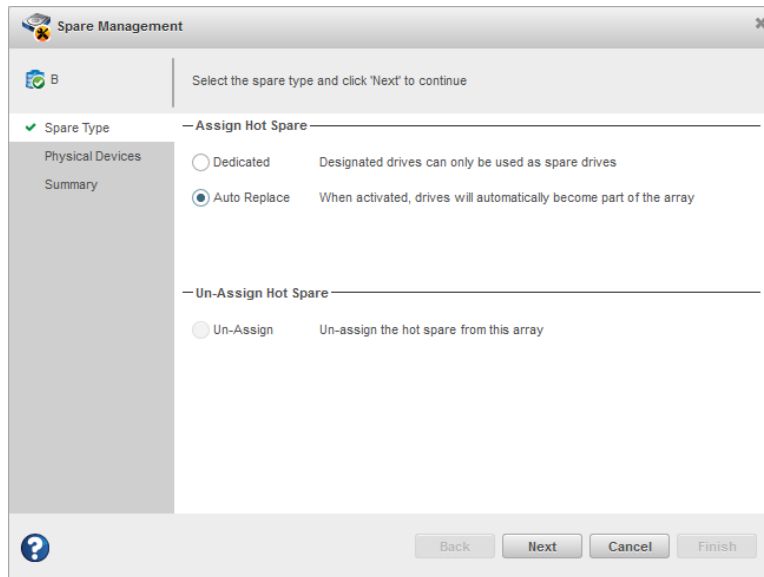 Spare Management
B
Select the spare type and click 'Next' to continue
Spare Type
Physical Devices
Summary
Assign Hot Spare
Dedicated Designated drives can only be used as spare drives
Auto Replace When activated, drives will automatically become part of the array
Un-Assign Hot Spare
Un-Assign Un-assign the hot spare from this array
? Back Next Cancel Finish